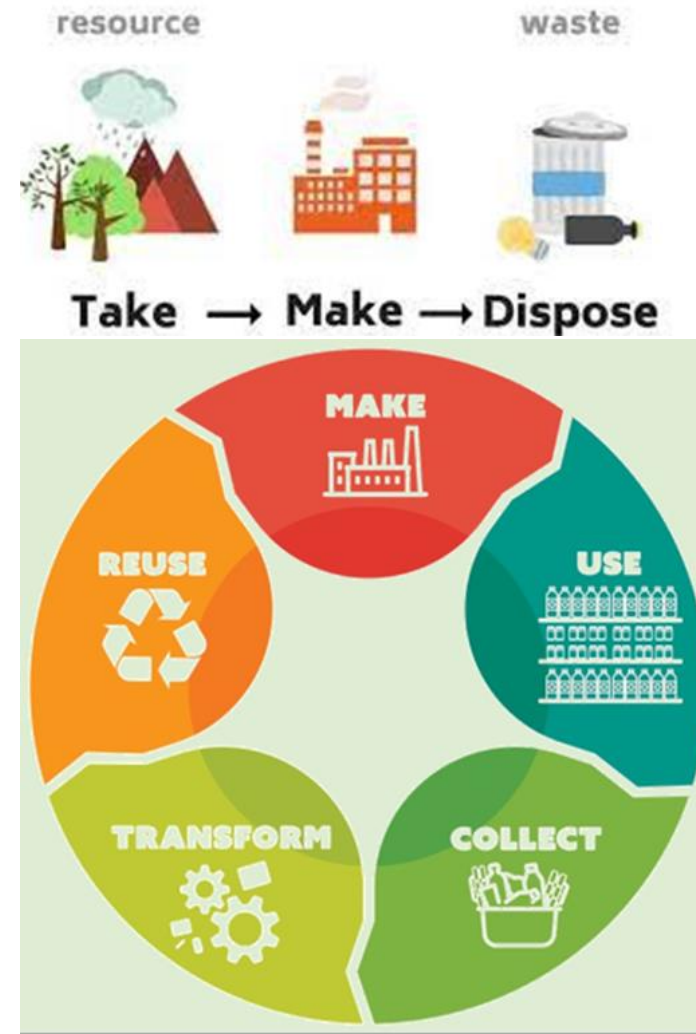 resource waste
Take → Make → Dispose
MAKE
REUSE USE
TRANSFORM COLLECT